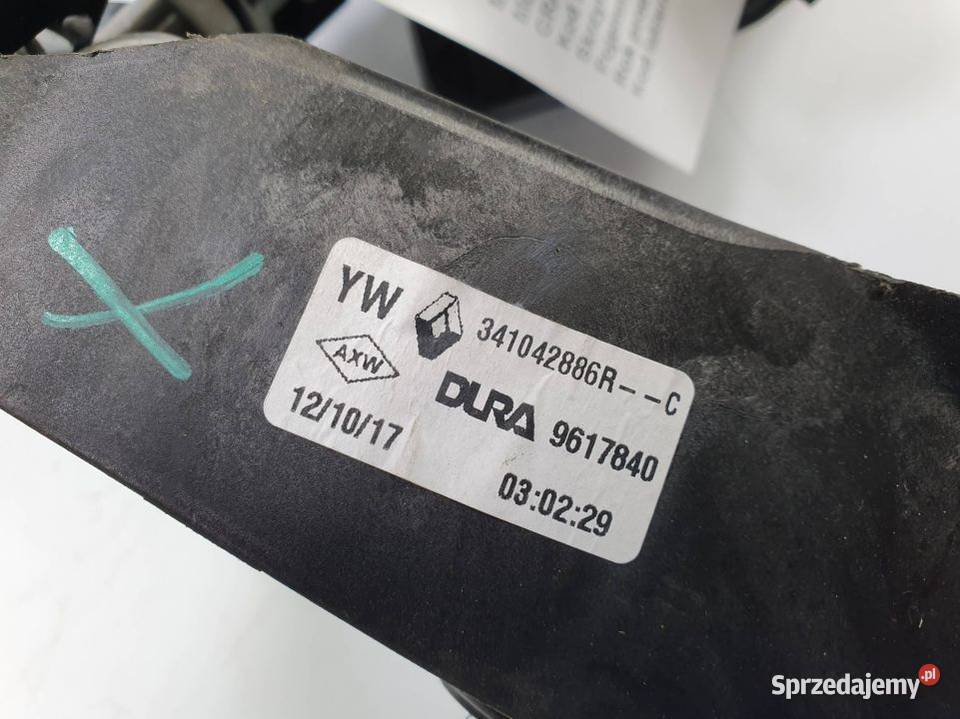 YW 341042886R--C
AXW DURA 9617840
12/10/17 03:02:29
Sprzedajemy.pl